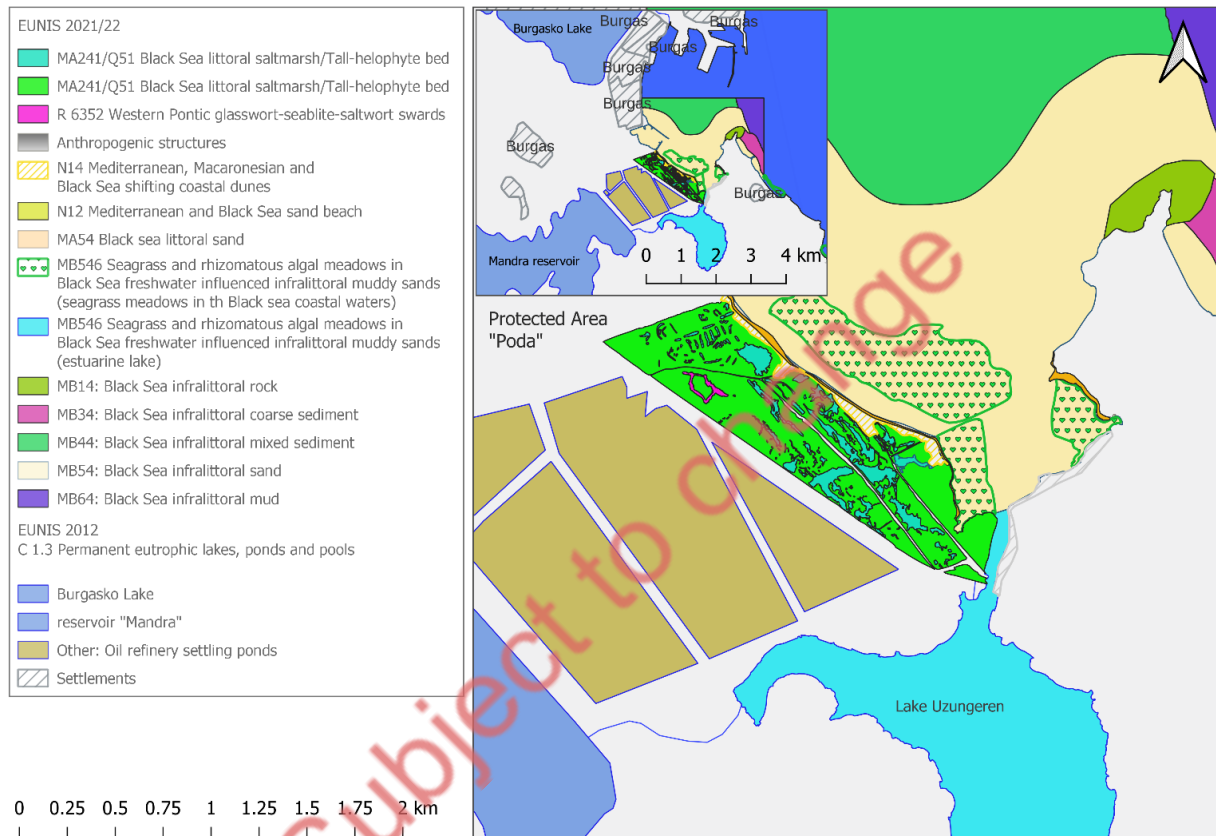 EUNIS 2021/22
MA241/Q51 Black Sea littoral saltmarsh/Tall-helophyte bed
MA241/Q51 Black Sea littoral saltmarsh/Tall-helophyte bed
R 6352 Western Pontic glasswort-seablite-saltwort swards
Anthropogenic structures
N14 Mediterranean, Macaronesian and
Black Sea shifting coastal dunes
N12 Mediterranean and Black Sea sand beach
MA54 Black sea littoral sand
MB546 Seagrass and rhizomatous algal meadows in
Black Sea freshwater influenced infralittoral muddy sands
(seagrass meadows in th Black sea coastal waters)
MB546 Seagrass and rhizomatous algal meadows in
Black Sea freshwater influenced infralittoral muddy sands
(estuarine lake)
MB14: Black Sea infralittoral rock
MB34: Black Sea infralittoral coarse sediment
MB44: Black Sea infralittoral mixed sediment
MB54: Black Sea infralittoral sand
MB64: Black Sea infralittoral mud
EUNIS 2012
C 1.3 Permanent eutrophic lakes, ponds and pools
Burgasko Lake
reservoir "Mandra"
Other: Oil refinery settling ponds
Settlements
0 0.25 0.5 0.75 1 1.25 1.5 1.75 2 km
Burgasko Lake
Burgas
Burgas
Burgas
Burgas
Burgas
Burgas
Burgas
Mandra reservoir
0 1 2 3 4 km
Protected Area
"Poda"
Lake Uzungeren
Subject to change